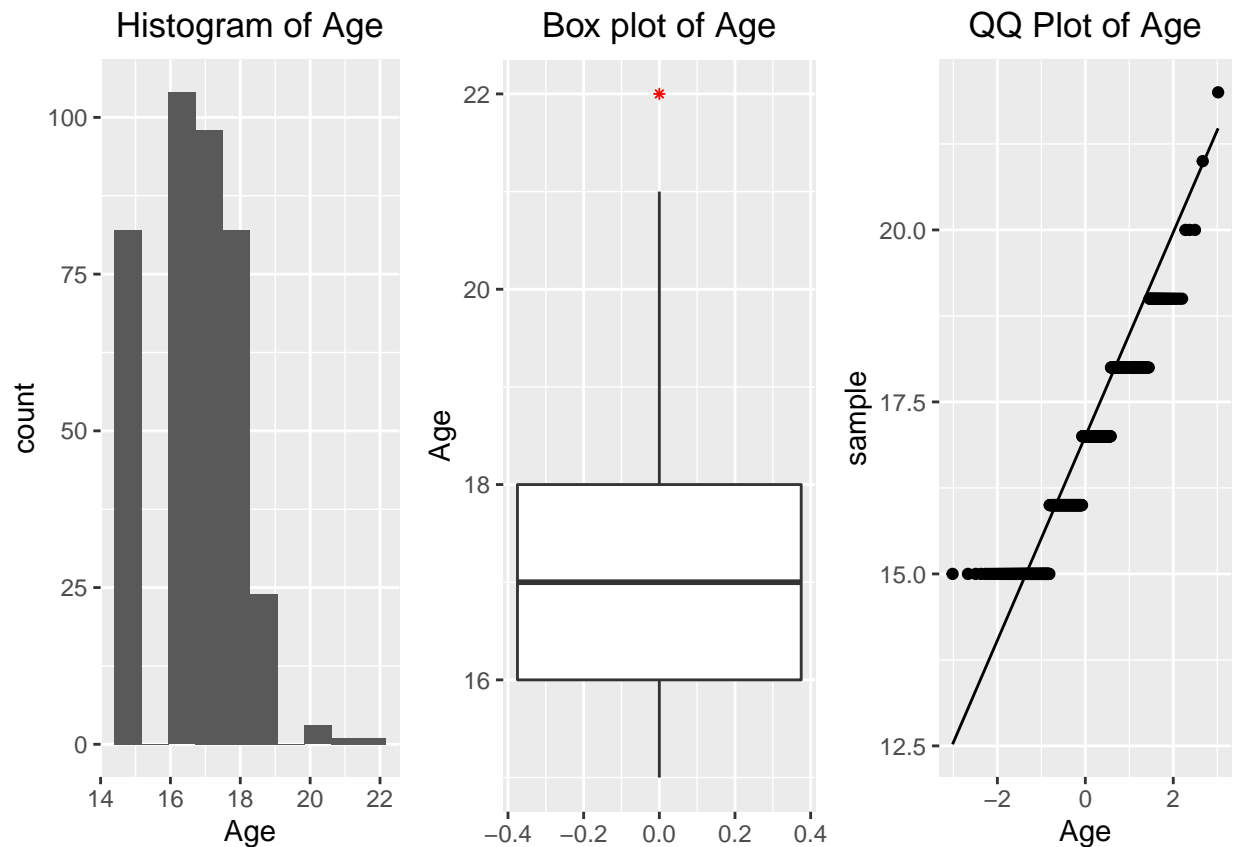 Histogram of Age
100
75
50
25
0
count
14 16 18 20 22
Age
Box plot of Age
22
20
18
16
Age
−0.4 −0.2 0.0 0.2 0.4
QQ Plot of Age
20.0
17.5
15.0
12.5
sample
−2 0 2
Age